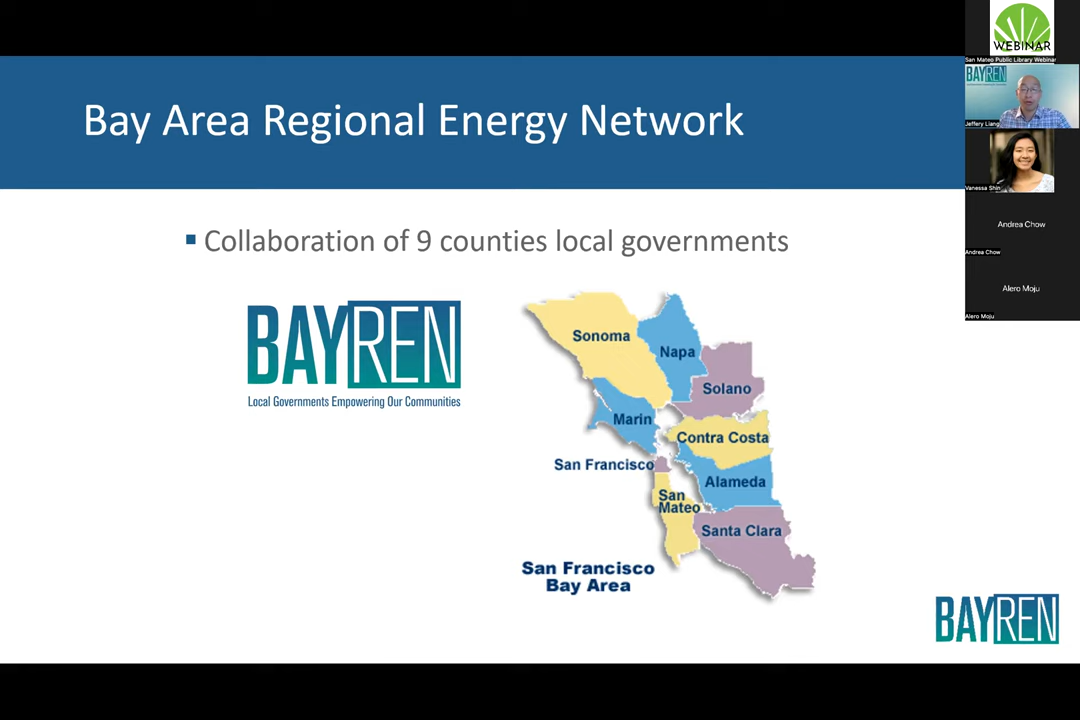 Bay Area Regional Energy Network
▪ Collaboration of 9 counties local governments
BAYREN
Local Governments Empowering Our Communities
Sonoma
Napa
Solano
Marin
Contra Costa
San Francisco
Alameda
San
Mateo
Santa Clara
San Francisco
Bay Area
BAYREN
WEBINAR
San Mateo Public Library Webinar
BAYREN
Jeffery Liang
Vanessa Shin
Andrea Chow
Andrea Chow
Alero Moju
Alero Moju